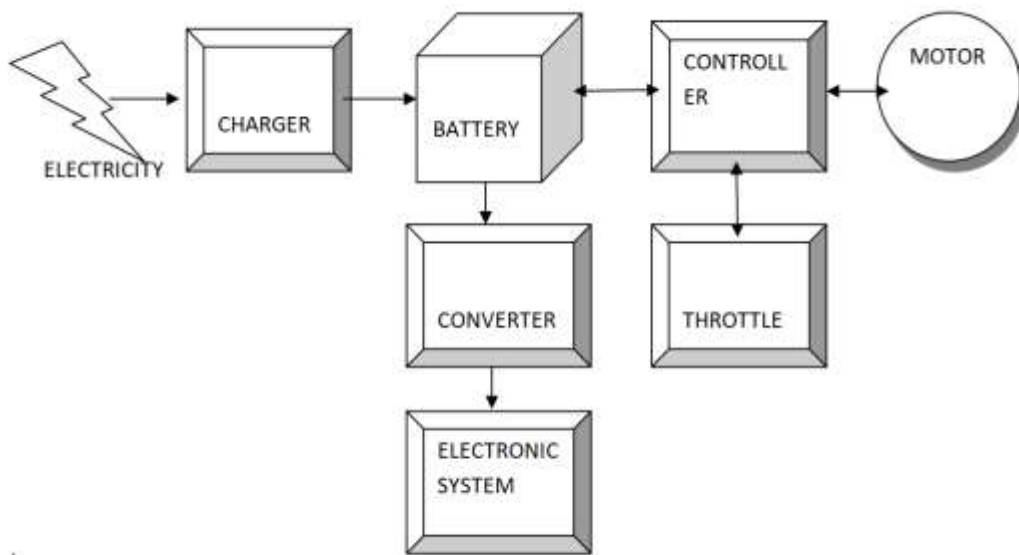 ELECTRICITY
CHARGER
BATTERY
CONTROLL
ER
MOTOR
CONVERTER
THROTTLE
ELECTRONIC
SYSTEM